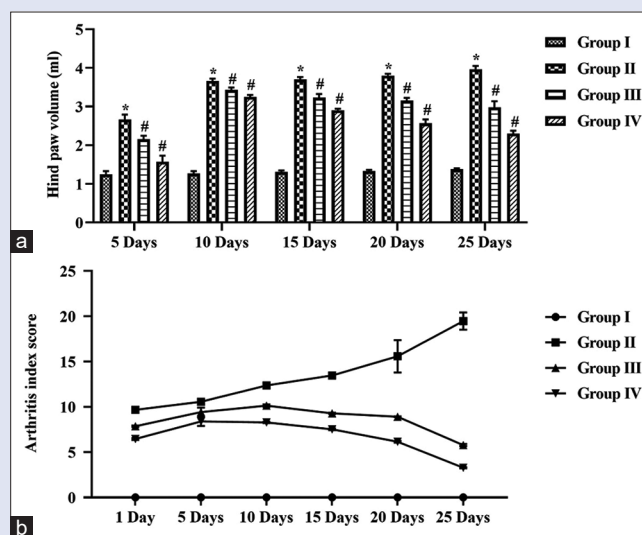 a
Hind paw volume (ml)
5
4
3
2
1
0
* # #
* # #
* # #
* # #
* # #
5 Days 10 Days 15 Days 20 Days 25 Days
Group I
Group II
Group III
Group IV
b
Arthritis index score
25
20
15
10
5
0
1 Day 5 Days 10 Days 15 Days 20 Days 25 Days
Group I
Group II
Group III
Group IV